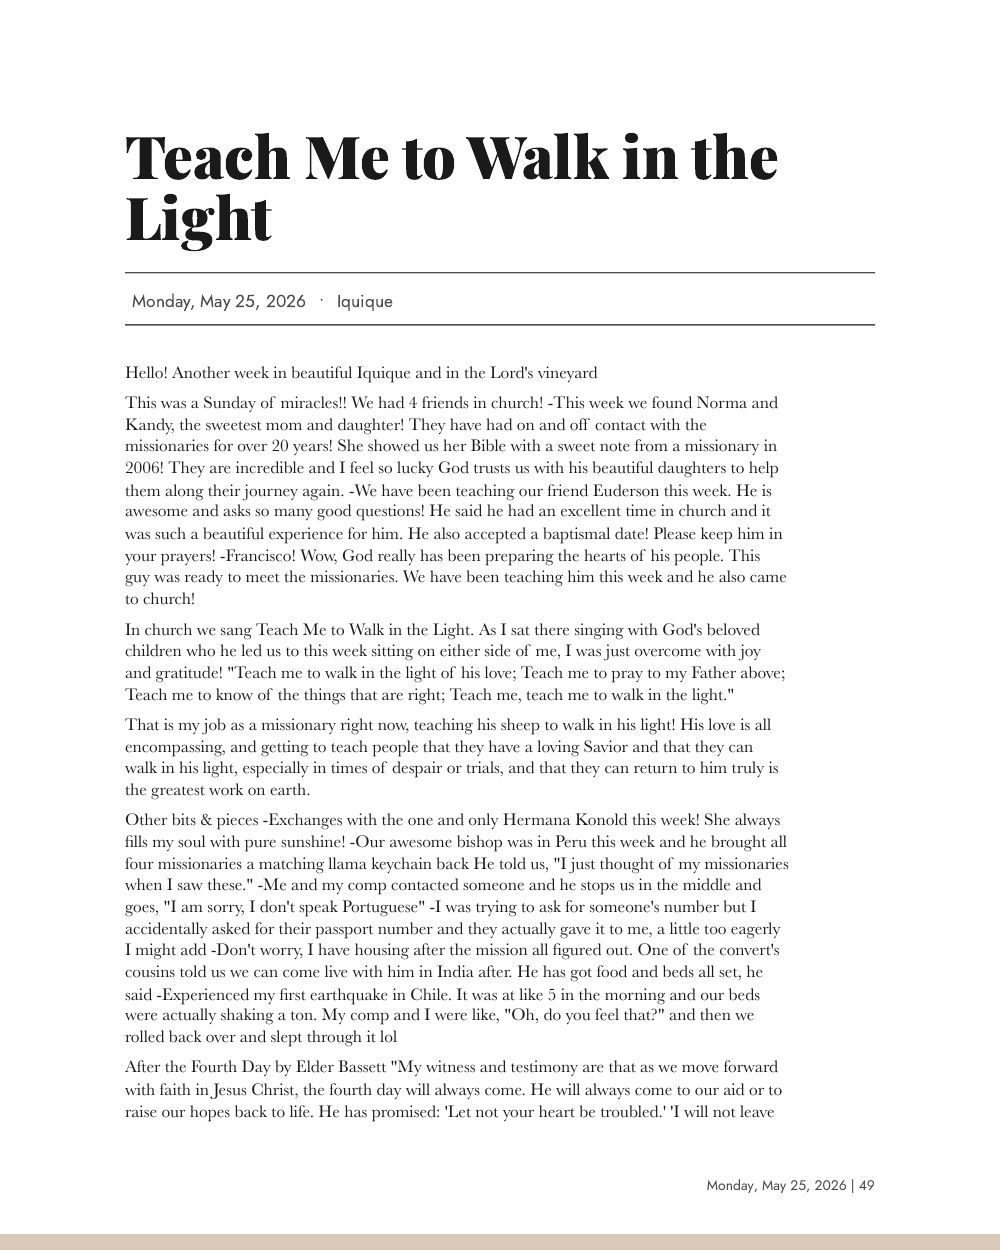 Teach Me to Walk in the
Light
Monday, May 25, 2026 · Iquique
Hello! Another week in beautiful Iquique and in the Lord's vineyard
This was a Sunday of miracles!! We had 4 friends in church! -This week we found Norma and
Kandy, the sweetest mom and daughter! They have had on and off contact with the
missionaries for over 20 years! She showed us her Bible with a sweet note from a missionary in
2006! They are incredible and I feel so lucky God trusts us with his beautiful daughters to help
them along their journey again. -We have been teaching our friend Euderson this week. He is
awesome and asks so many good questions! He said he had an excellent time in church and it
was such a beautiful experience for him. He also accepted a baptismal date! Please keep him in
your prayers! -Francisco! Wow, God really has been preparing the hearts of his people. This
guy was ready to meet the missionaries. We have been teaching him this week and he also came
to church!
In church we sang Teach Me to Walk in the Light. As I sat there singing with God's beloved
children who he led us to this week sitting on either side of me, I was just overcome with joy
and gratitude! "Teach me to walk in the light of his love; Teach me to pray to my Father above;
Teach me to know of the things that are right; Teach me, teach me to walk in the light."
That is my job as a missionary right now, teaching his sheep to walk in his light! His love is all
encompassing, and getting to teach people that they have a loving Savior and that they can
walk in his light, especially in times of despair or trials, and that they can return to him truly is
the greatest work on earth.
Other bits & pieces -Exchanges with the one and only Hermana Konold this week! She always
fills my soul with pure sunshine! -Our awesome bishop was in Peru this week and he brought all
four missionaries a matching llama keychain back He told us, "I just thought of my missionaries
when I saw these." -Me and my comp contacted someone and he stops us in the middle and
goes, "I am sorry, I don't speak Portuguese" -I was trying to ask for someone's number but I
accidentally asked for their passport number and they actually gave it to me, a little too eagerly
I might add -Don't worry, I have housing after the mission all figured out. One of the convert's
cousins told us we can come live with him in India after. He has got food and beds all set, he
said -Experienced my first earthquake in Chile. It was at like 5 in the morning and our beds
were actually shaking a ton. My comp and I were like, "Oh, do you feel that?" and then we
rolled back over and slept through it lol
After the Fourth Day by Elder Bassett "My witness and testimony are that as we move forward
with faith in Jesus Christ, the fourth day will always come. He will always come to our aid or to
raise our hopes back to life. He has promised: 'Let not your heart be troubled.' 'I will not leave
Monday, May 25, 2026 | 49